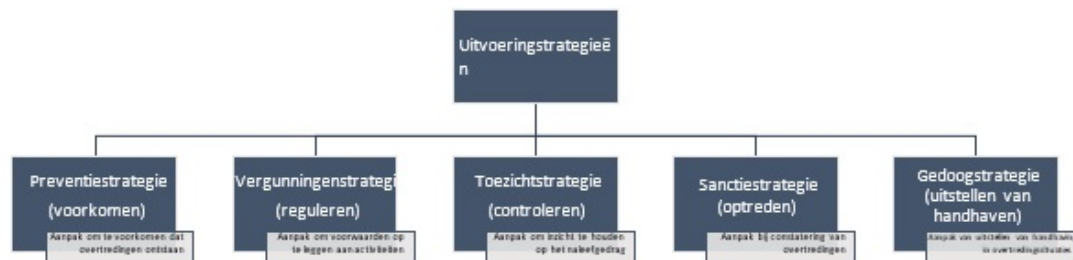 Uitvoeringstrategieë
n
Preventiestrategie
(voorkomen)
Aanpak om te voorkomen dat
overtredingen ontstaan
Vergunningenstrategi
(reguleren)
Aanpak om voorwaarden op
te leggen aan activiteiten
Toezichtstrategie
(controleren)
Aanpak om inzicht te houden
op het naleefgedrag
Sanctiestrategie
(optreden)
Aanpak bij constatering van
overtredingen
Gedoogstrategie
(uitstellen van
handhaven)
Aanpak van uitstellen van handhaving
in overtredingsituaties